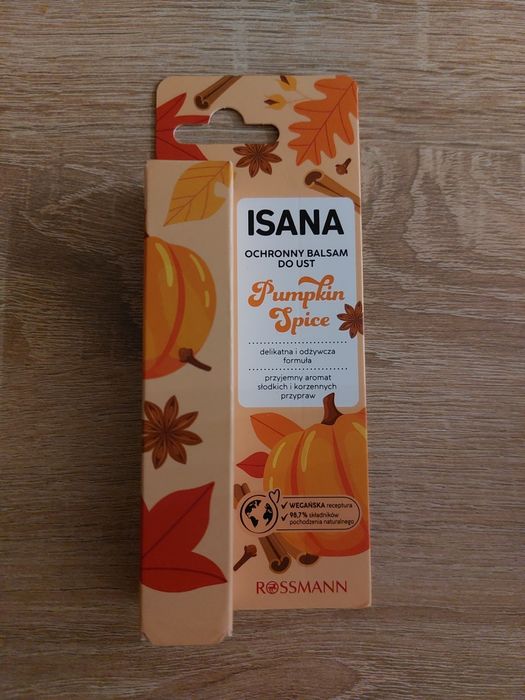 ISANA
OCHRONNY BALSAM
DO UST
Pumpkin
Spice
delikatna i odżywcza
formuła
przyjemny aromat
słodkich i korzennych
przypraw
WEGAŃSKA receptura
98,7% składników
pochodzenia naturalnego
ROSSMANN